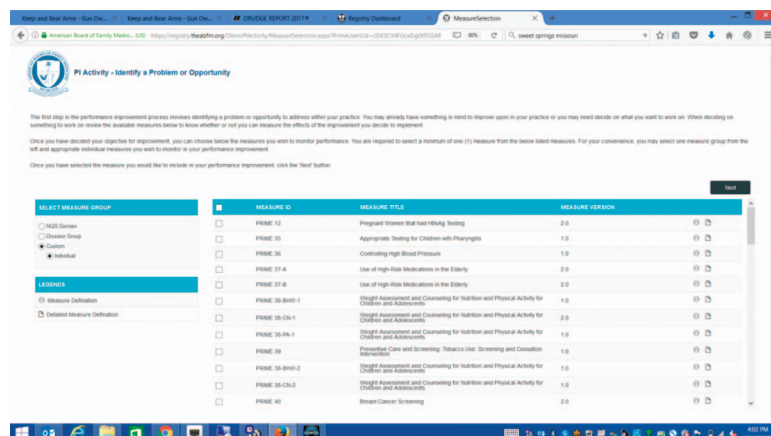 Keep and Bear Arms - Gun Ow...
Keep and Bear Arms - Gun Ow...
DRUDGE REPORT 2017®
Registry Dashboard
MeasureSelection
American Board of Family Medici... (US)
https://registry.theabfm.org/DemoPIActivity/MeasureSelection.aspx?
80%
sweet springs missouri
PI Activity - Identify a Problem or Opportunity
The first step in the performance improvement process involves identifying a problem or opportunity to address within your practice. You may already have something in mind to improve upon in your practice or you may need decide on what you want to work on. When deciding on
something to work on review the available measures below to know whether or not you can measure the effects of the improvement you decide to implement.
Once you have decided your objective for improvement, you can choose below the measures you wish to monitor performance. You are required to select a minimum of one (1) measure from the below listed measures. For your convenience, you may select one measure group from the
left and appropriate individual measures you wish to monitor in your performance improvement
Once you have selected the measure you would like to include in your performance improvement, click the 'Next' button
Next
SELECT MEASURE GROUP
NQS Domain
Disease Group
Custom
Individual
LEGENDS
Measure Definition
Detailed Measure Definition
MEASURE ID MEASURE TITLE MEASURE VERSION
PRIME 12 Pregnant Women that had HBsAg Testing 2.0
PRIME 35 Appropriate Testing for Children with Pharyngitis 1.0
PRIME 36 Controlling High Blood Pressure 1.0
PRIME 37-A Use of High-Risk Medications in the Elderly 2.0
PRIME 37-B Use of High-Risk Medications in the Elderly 2.0
PRIME 38-BHW-1 Weight Assessment and Counseling for Nutrition and Physical Activity for
Children and Adolescents 1.0
PRIME 38-CN-1 Weight Assessment and Counseling for Nutrition and Physical Activity for
Children and Adolescents 2.0
PRIME 38-PA-1 Weight Assessment and Counseling for Nutrition and Physical Activity for
Children and Adolescents 1.0
PRIME 39 Preventive Care and Screening: Tobacco Use: Screening and Cessation
Intervention 1.0
PRIME 38-BHW-2 Weight Assessment and Counseling for Nutrition and Physical Activity for
Children and Adolescents 1.0
PRIME 38-CN-2 Weight Assessment and Counseling for Nutrition and Physical Activity for
Children and Adolescents 1.0
PRIME 40 Breast Cancer Screening 2.0
4:02 PM